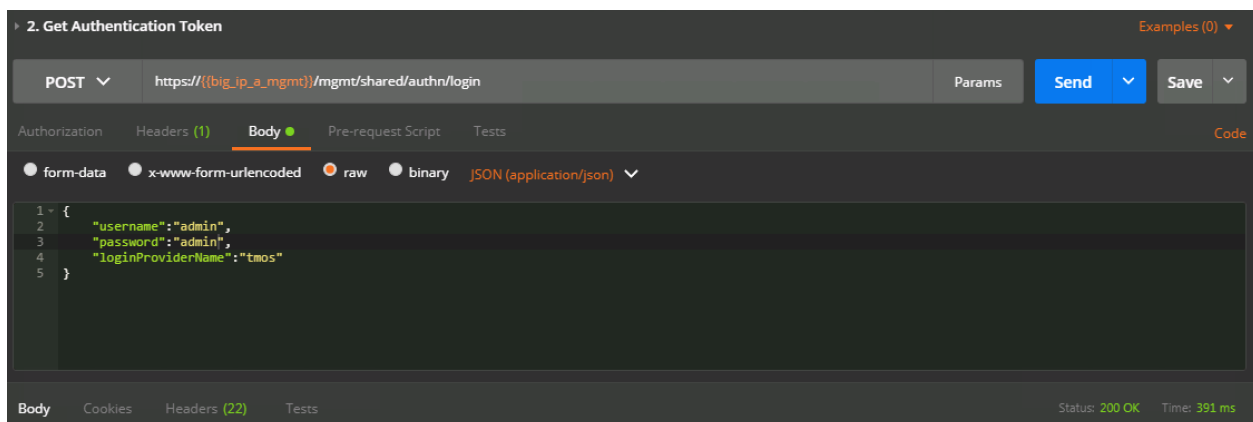 2. Get Authentication Token Examples (0)
POST https://{{big_ip_a_mgmt}}/mgmt/shared/authn/login Params Send Save
Authorization Headers (1) Body Pre-request Script Tests Code
form-data x-www-form-urlencoded raw binary JSON (application/json)
1 {
2 "username":"admin",
3 "password":"admin",
4 "loginProviderName":"tmos"
5 }
Body Cookies Headers (22) Tests Status: 200 OK Time: 391 ms